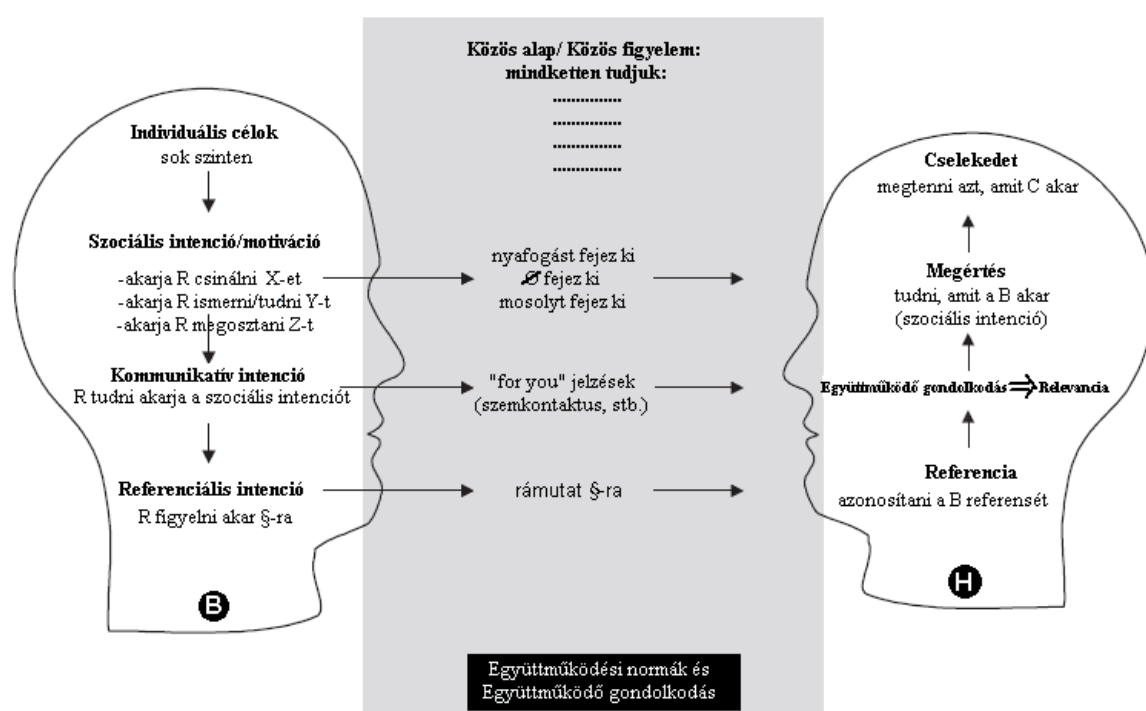 Közös alap/ Közös figyelem:
mindketten tudjuk:
...............
...............
...............
...............
Individuális célok
sok szinten
Szociális intenció/motiváció
-akarja R csinálni X-et
-akarja R ismerni/tudni Y-t
-akarja R megosztani Z-t
Kommunikatív intenció
R tudni akarja a szociális intenciót
Referenciális intenció
R figyelni akar §-ra
B
nyafogást fejez ki
Ø fejez ki
mosolyt fejez ki
"for you" jelzések
(szemkontaktus, stb.)
rámutat §-ra
Cselekedet
megtenni azt, amit C akar
Megértés
tudni, amit a B akar
(szociális intenció)
Együttműködő gondolkodás ⇒ Relevancia
Referencia
azonosítani a B referensét
H
Együttműködési normák és
Együttműködő gondolkodás